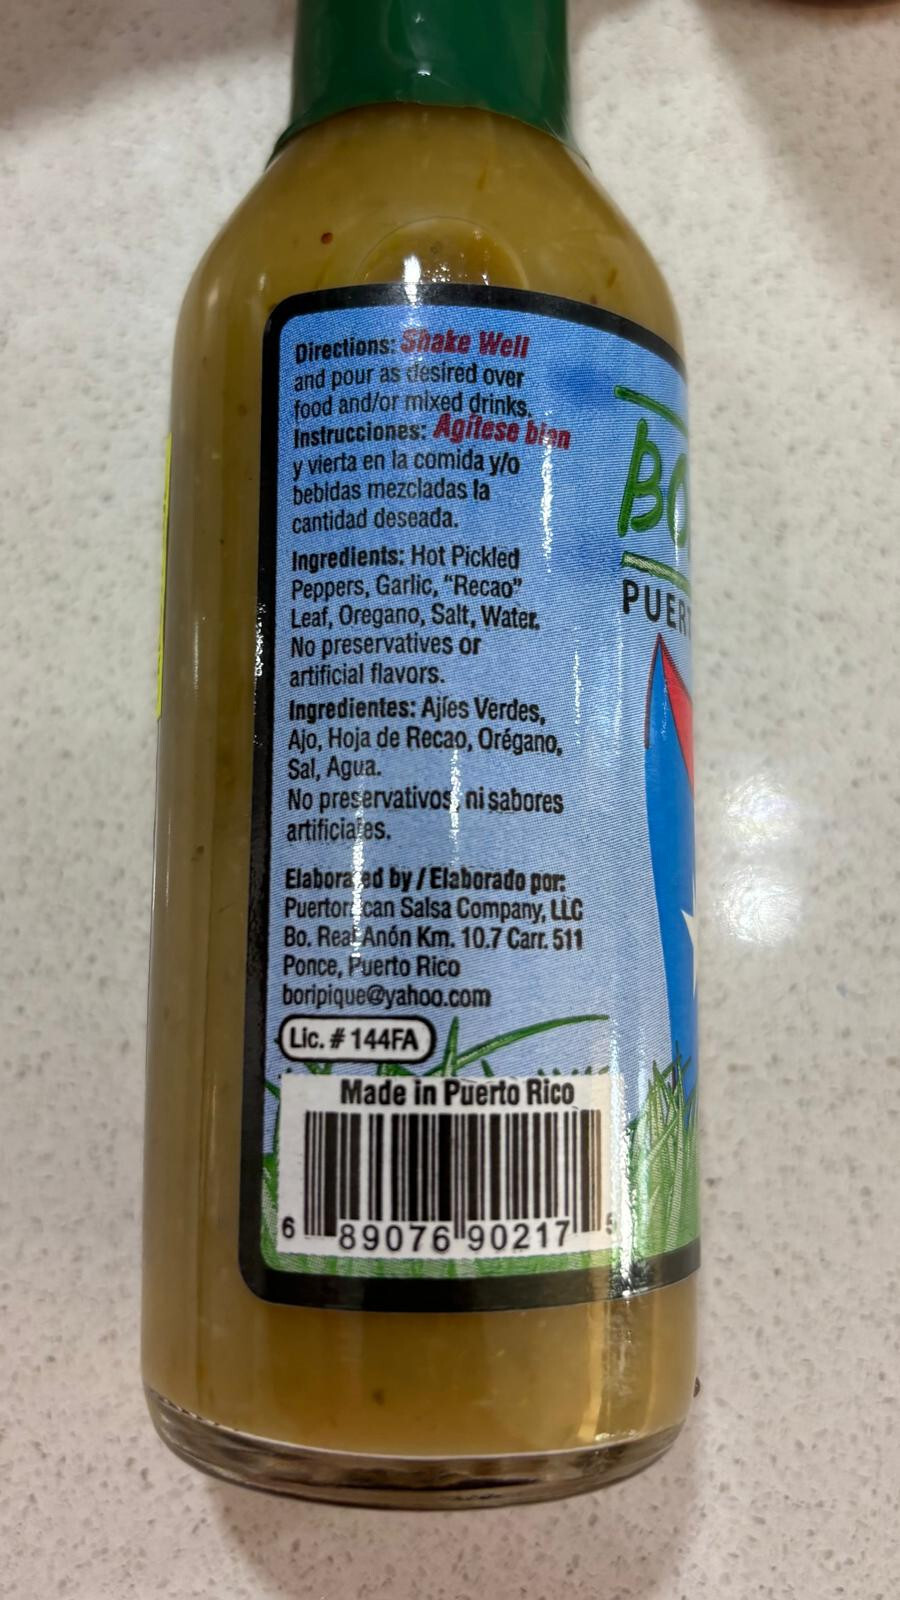 Directions: Shake Well
and pour as desired over
food and/or mixed drinks.
Instrucciones: Agítese bien
y vierta en la comida y/o
bebidas mezcladas la
cantidad deseada.
Ingredients: Hot Pickled
Peppers, Garlic, "Recao"
Leaf, Oregano, Salt, Water.
No preservatives or
artificial flavors.
Ingredientes: Ajíes Verdes,
Ajo, Hoja de Recao, Orégano,
Sal, Agua.
No preservativos, ni sabores
artificiales.
Elaborated by / Elaborado por:
Puertorican Salsa Company, LLC
Bo. Real Anón Km. 10.7 Carr. 511
Ponce, Puerto Rico
boripique@yahoo.com
Lic. # 144FA
Made in Puerto Rico
6 89076 90217 5